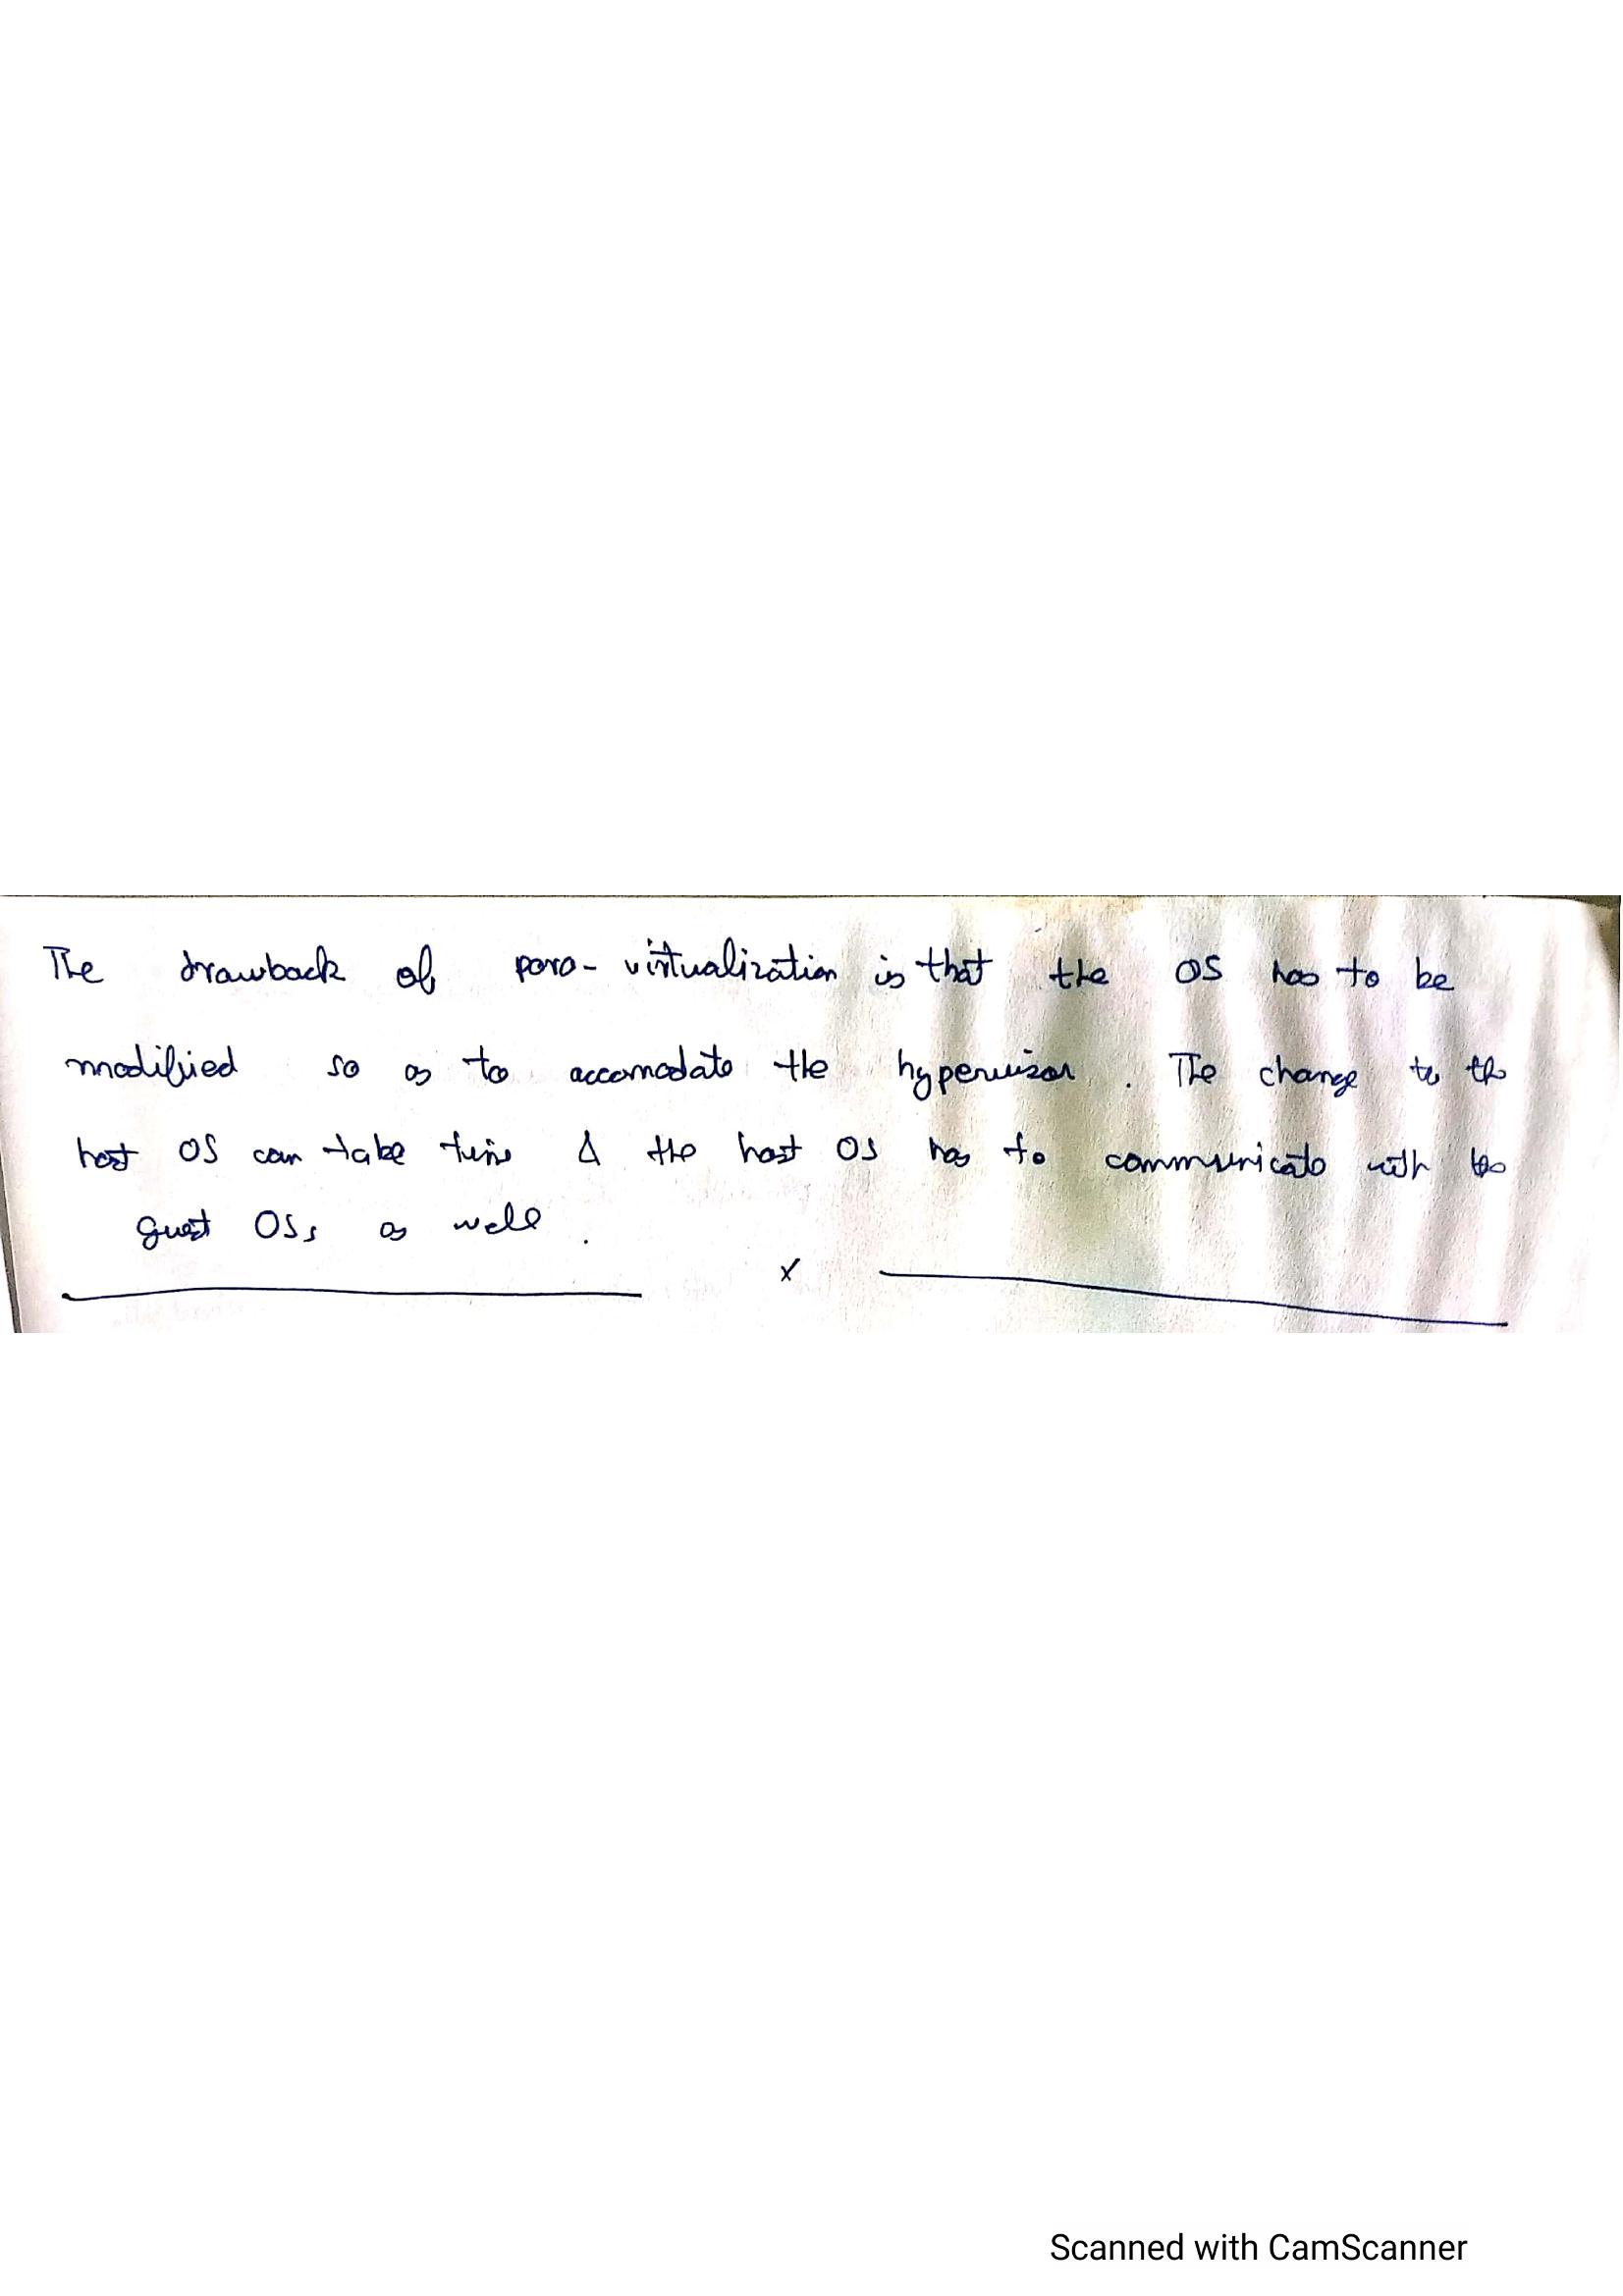 The drawback of para-virtualization is that the OS has to be
modified so as to accomodate the hypervisor. The change to the
host OS can take time & the host OS has to communicate with the
guest OSs as well.
x
Scanned with CamScanner